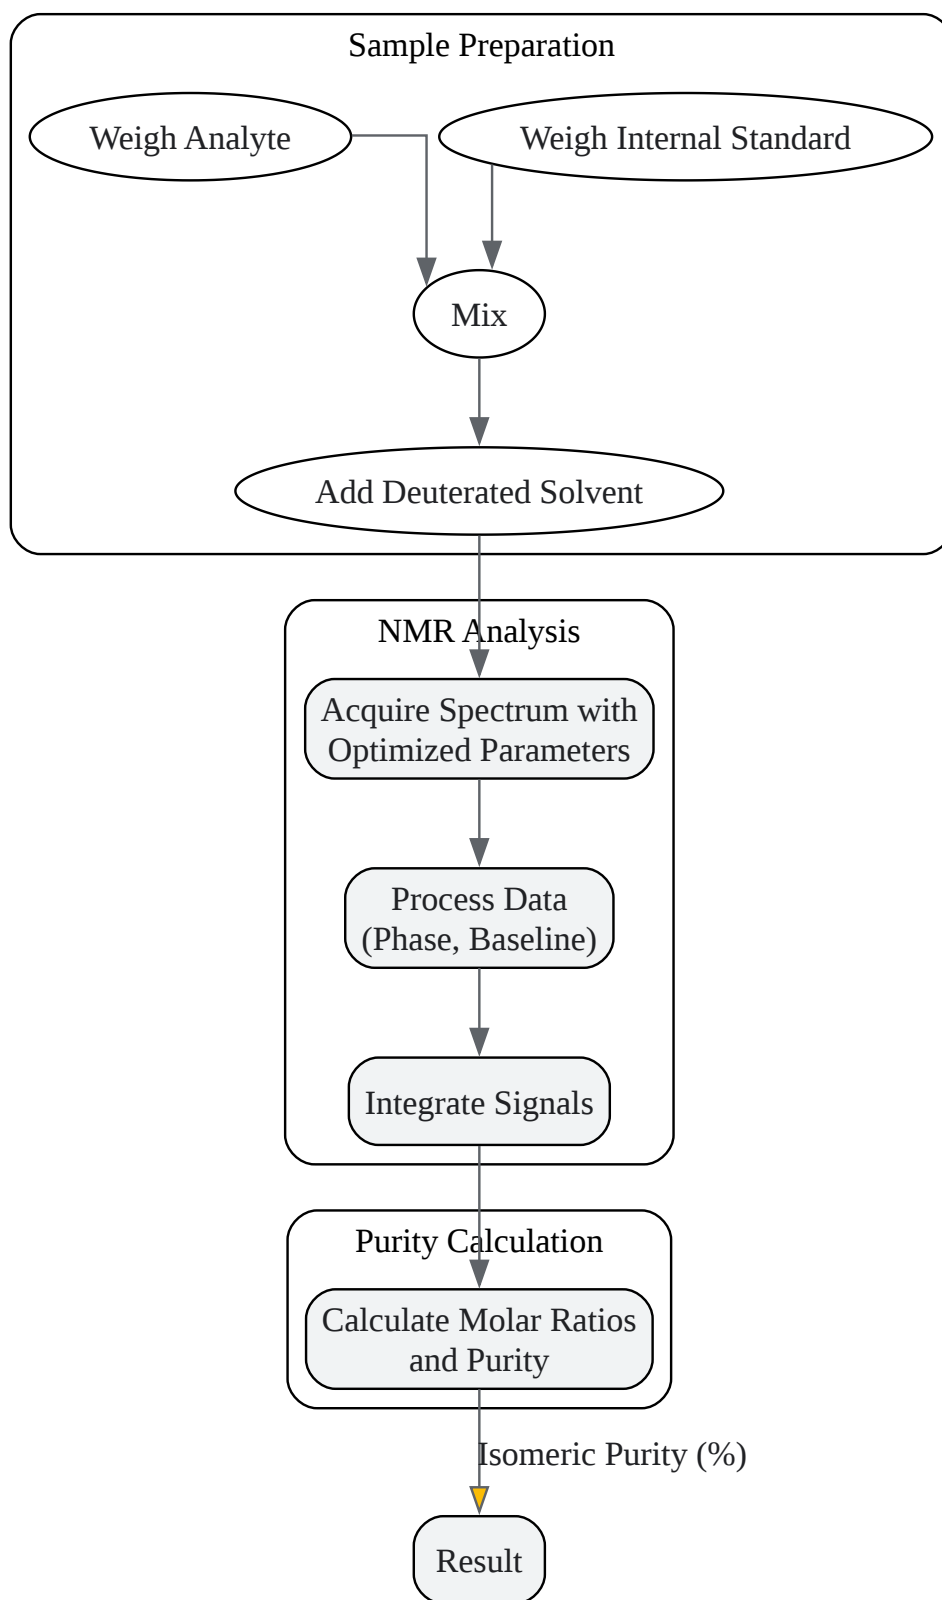 Sample Preparation
Weigh Analyte
Weigh Internal Standard
Mix
Add Deuterated Solvent
NMR Analysis
Acquire Spectrum with
Optimized Parameters
Process Data
(Phase, Baseline)
Integrate Signals
Purity Calculation
Calculate Molar Ratios
and Purity
Isomeric Purity (%)
Result